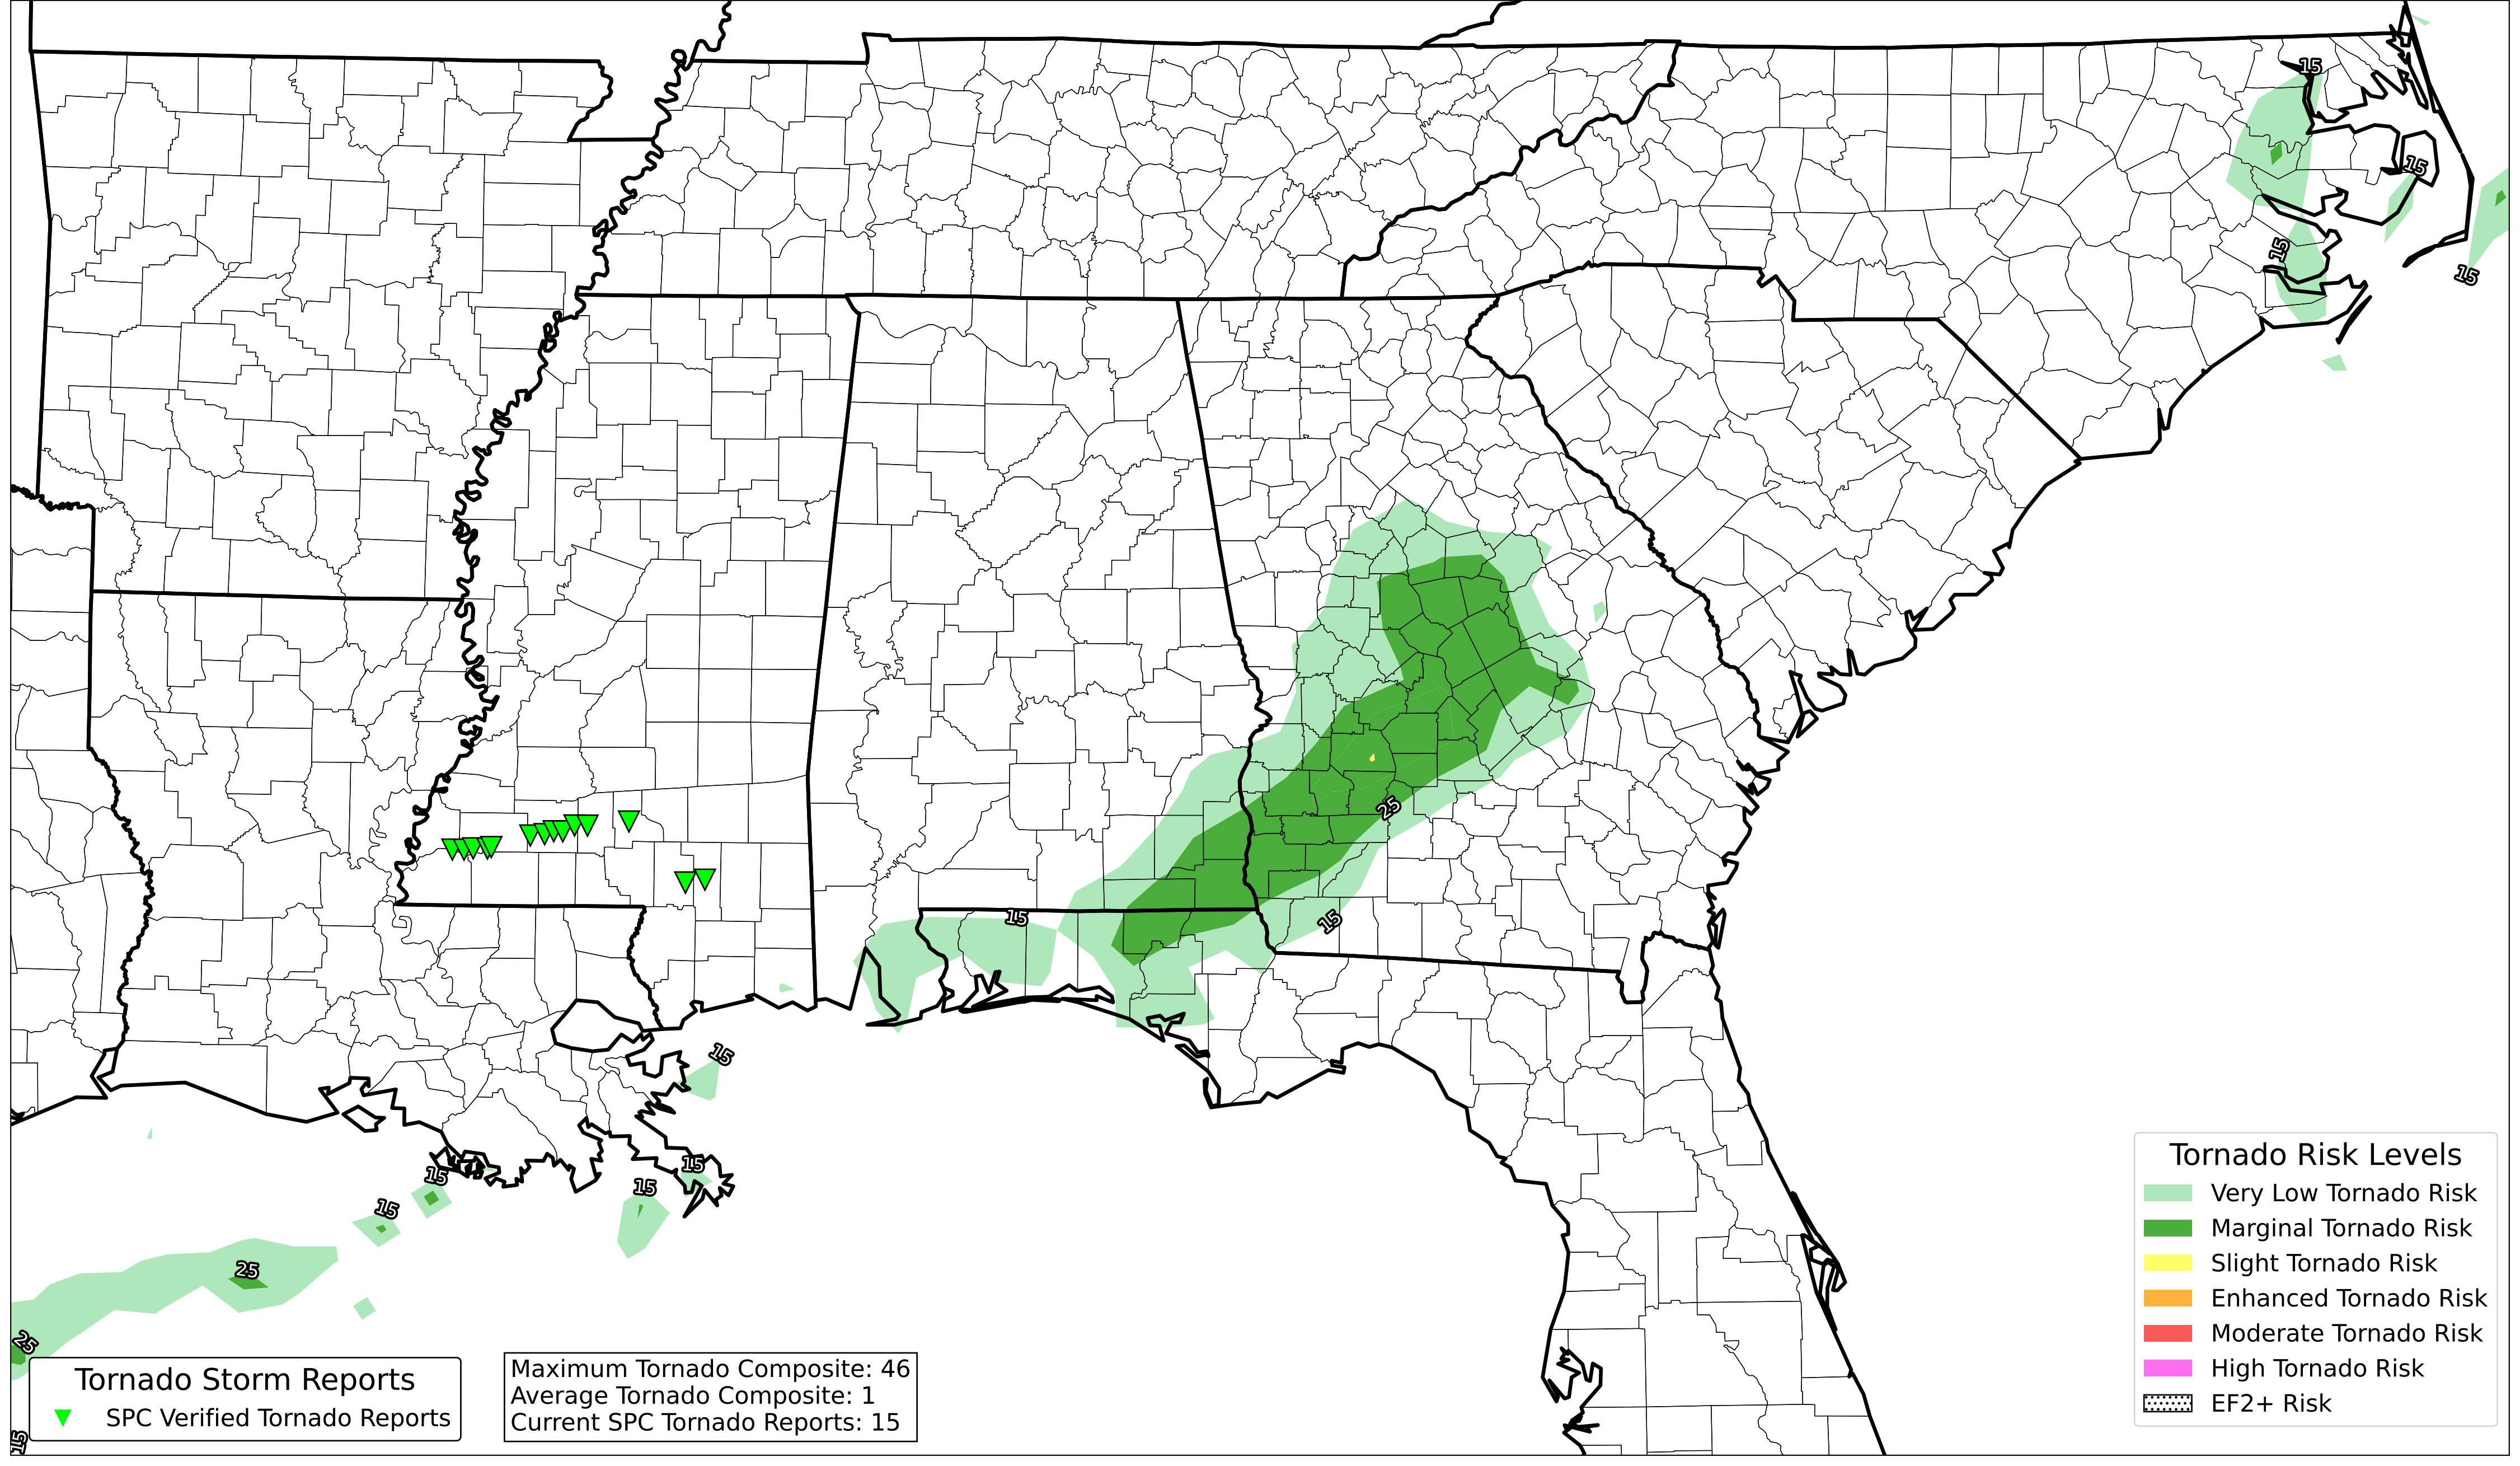 15
15
15
15
25
15
15
15
15
15
15
15
25
25
15
Tornado Risk Levels
Very Low Tornado Risk
Marginal Tornado Risk
Slight Tornado Risk
Enhanced Tornado Risk
Moderate Tornado Risk
High Tornado Risk
EF2+ Risk
Tornado Storm Reports
SPC Verified Tornado Reports
Maximum Tornado Composite: 46
Average Tornado Composite: 1
Current SPC Tornado Reports: 15